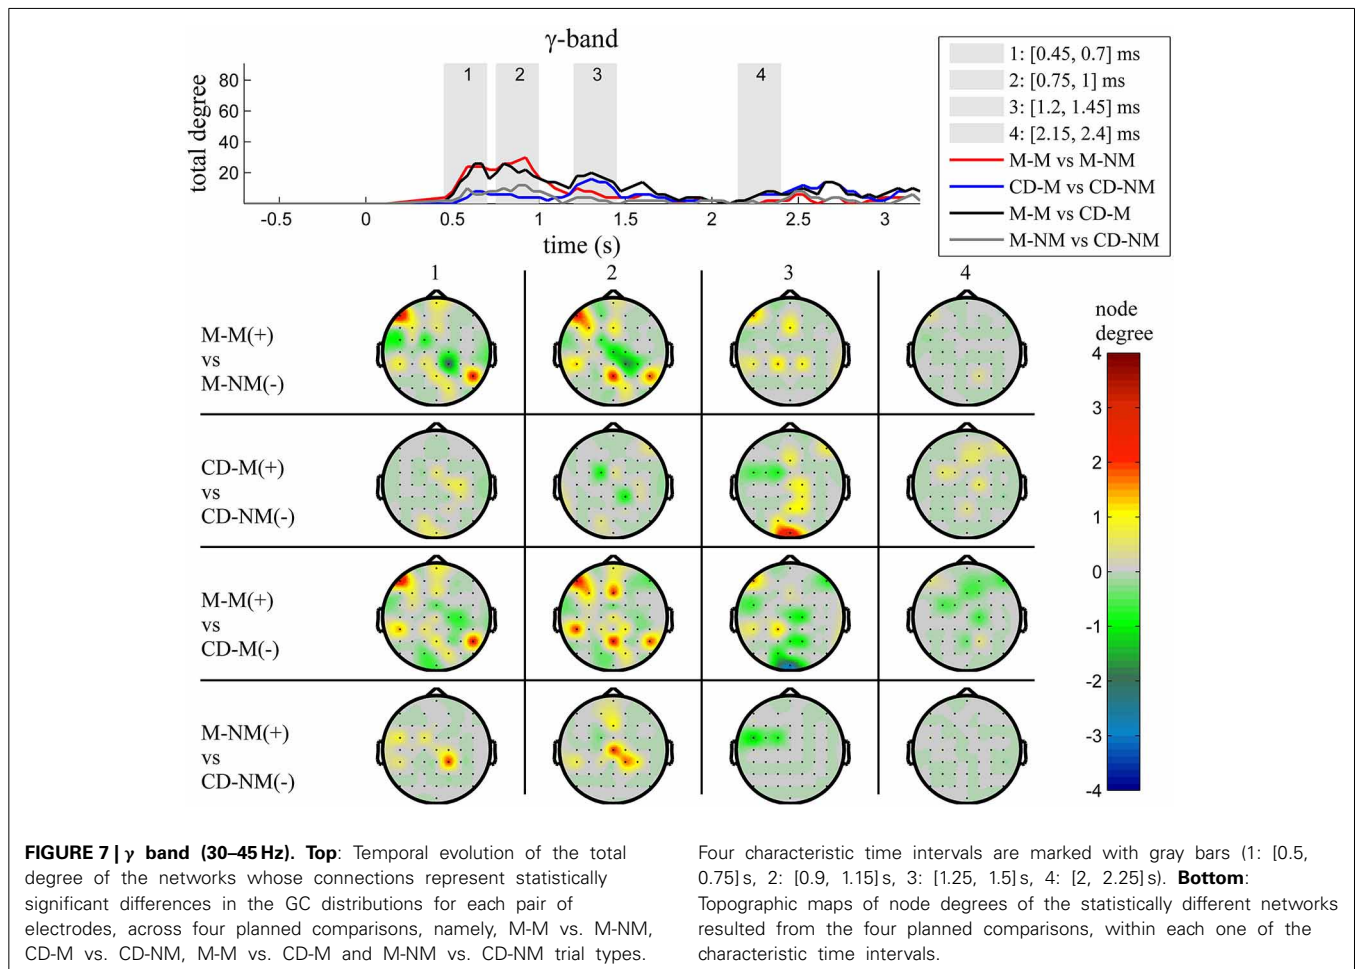 γ-band
total degree
80
60
40
20
1
2
3
4
-0.5
0
0.5
1
1.5
2
2.5
3
time (s)
1: [0.45, 0.7] ms
2: [0.75, 1] ms
3: [1.2, 1.45] ms
4: [2.15, 2.4] ms
M-M vs M-NM
CD-M vs CD-NM
M-M vs CD-M
M-NM vs CD-NM
1
2
3
4
M-M(+)
vs
M-NM(-)
CD-M(+)
vs
CD-NM(-)
M-M(+)
vs
CD-M(-)
M-NM(+)
vs
CD-NM(-)
node
degree
4
3
2
1
0
-1
-2
-3
-4
FIGURE 7 | γ band (30–45 Hz). Top: Temporal evolution of the total
degree of the networks whose connections represent statistically
significant differences in the GC distributions for each pair of
electrodes, across four planned comparisons, namely, M-M vs. M-NM,
CD-M vs. CD-NM, M-M vs. CD-M and M-NM vs. CD-NM trial types.
Four characteristic time intervals are marked with gray bars (1: [0.5,
0.75] s, 2: [0.9, 1.15] s, 3: [1.25, 1.5] s, 4: [2, 2.25] s). Bottom:
Topographic maps of node degrees of the statistically different networks
resulted from the four planned comparisons, within each one of the
characteristic time intervals.